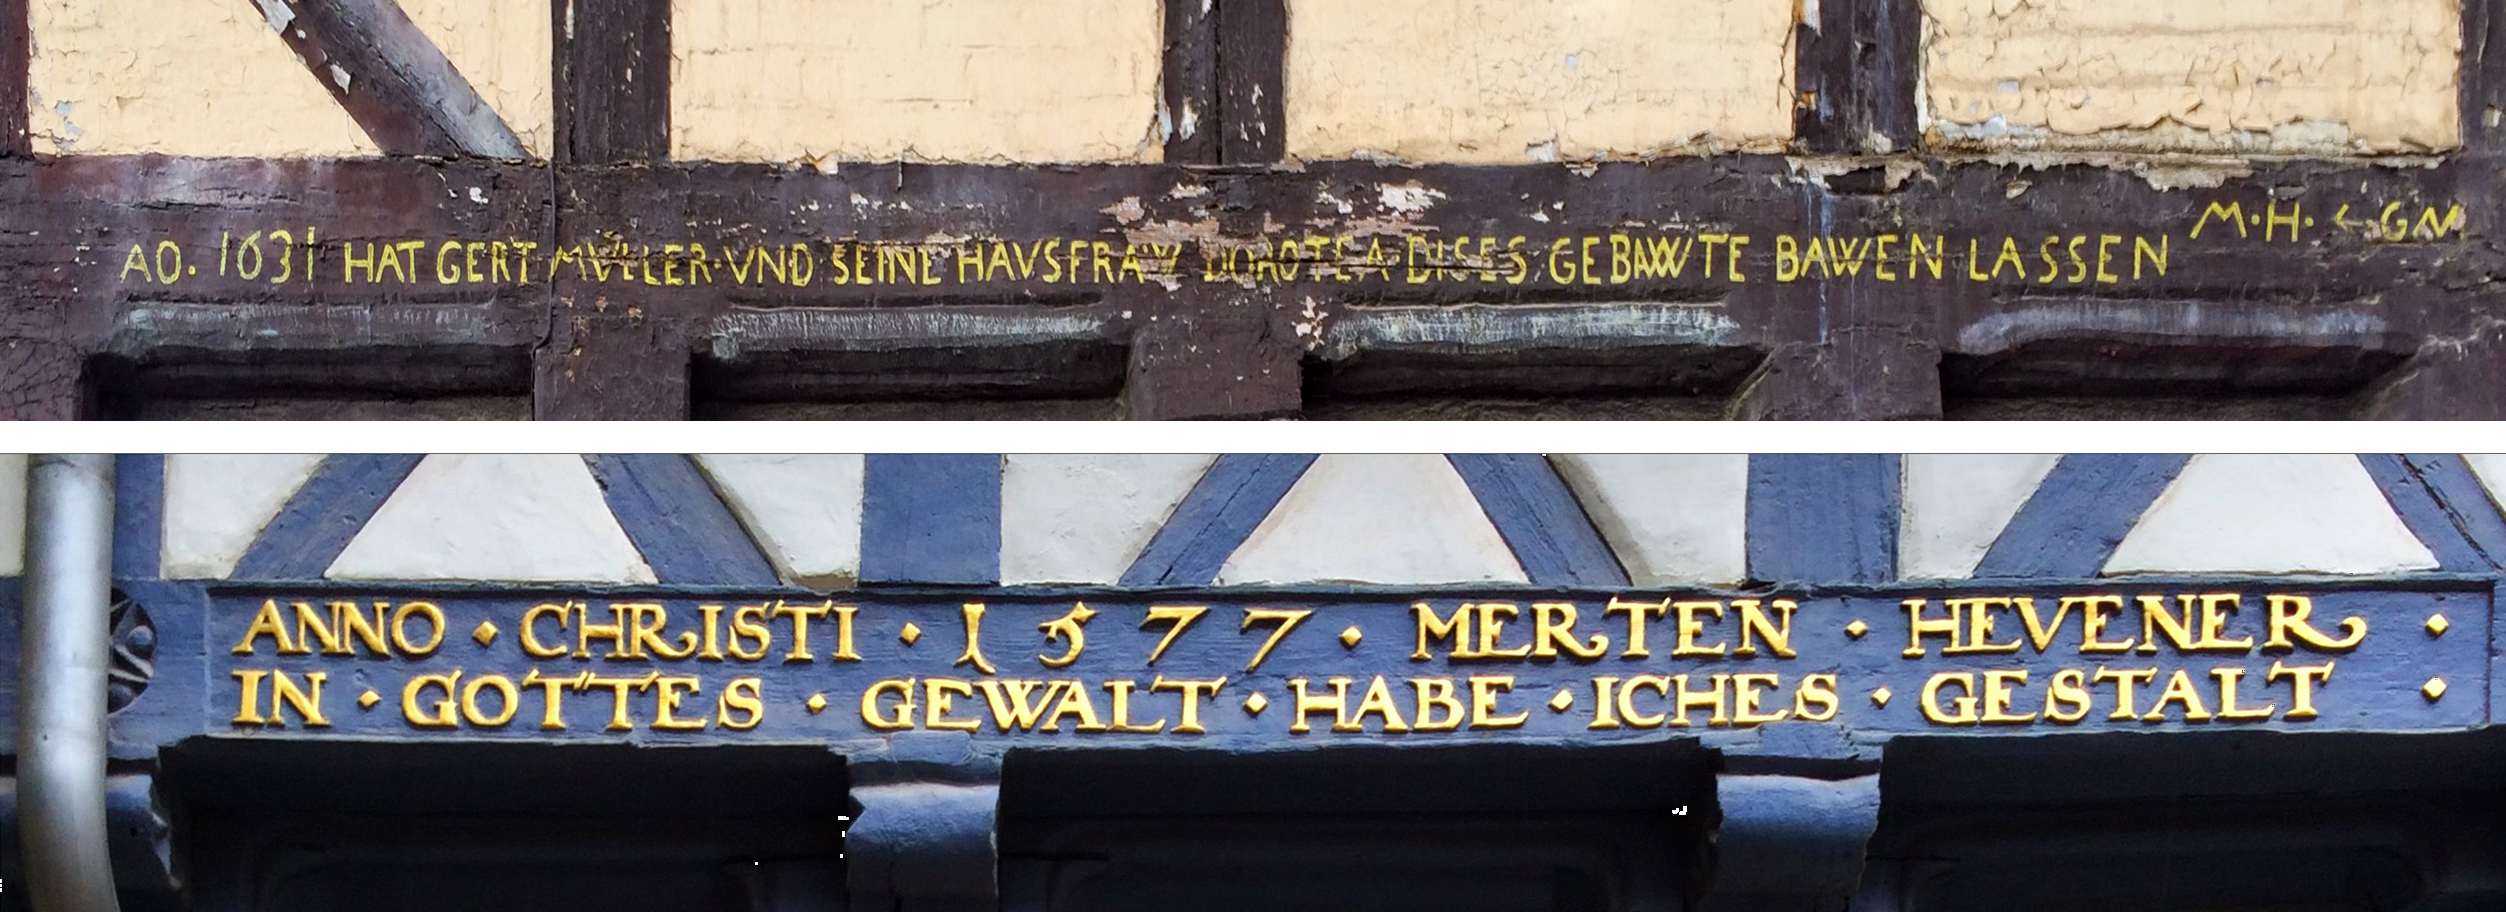 AO. 1631 HAT GERT MVLLER·VND SEINE HAVSFRAW DOROTEA·DISES GEBAWTE BAWEN LASSEN M·H·
ANNO · CHRISTI · 1577 · MERTEN · HEVENER ·
IN · GOTTES · GEWALT · HABE · ICHES · GESTALT ·